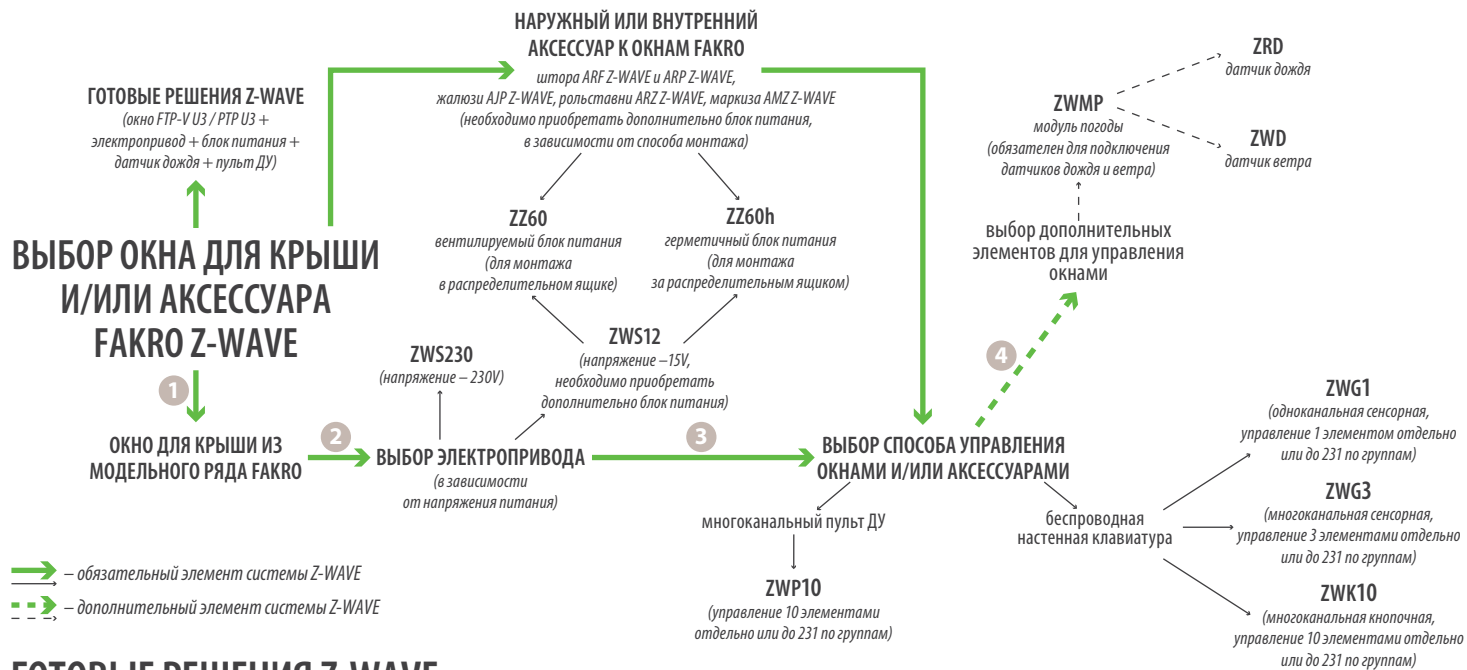 НАРУЖНЫЙ ИЛИ ВНУТРЕННИЙ
АКСЕССУАР К ОКНАМ FAKRO
штора ARF Z-WAVE и ARP Z-WAVE,
жалюзи AJP Z-WAVE, рольставни ARZ Z-WAVE, маркиза AMZ Z-WAVE
(необходимо приобретать дополнительно блок питания,
в зависимости от способа монтажа)
ГОТОВЫЕ РЕШЕНИЯ Z-WAVE
(окно FTP-V U3 / PTP U3 +
электропривод + блок питания +
датчик дождя + пульт ДУ)
ZRD
датчик дождя
ZWMP
модуль погоды
(обязателен для подключения
датчиков дождя и ветра)
ZWD
датчик ветра
ВЫБОР ОКНА ДЛЯ КРЫШИ
И/ИЛИ АКСЕССУАРА
FAKRO Z-WAVE
ZZ60
вентилируемый блок питания
(для монтажа
в распределительном ящике)
ZZ60h
герметичный блок питания
(для монтажа
за распределительным ящиком)
выбор дополнительных
элементов для управления
окнами
ZWS230
(напряжение – 230V)
ZWS12
(напряжение –15V,
необходимо приобретать
дополнительно блок питания)
4
1
ОКНО ДЛЯ КРЫШИ ИЗ
МОДЕЛЬНОГО РЯДА FAKRO
2
ВЫБОР ЭЛЕКТРОПРИВОДА
(в зависимости
от напряжения питания)
3
ВЫБОР СПОСОБА УПРАВЛЕНИЯ
ОКНАМИ И/ИЛИ АКСЕССУАРАМИ
многоканальный пульт ДУ
ZWP10
(управление 10 элементами
отдельно или до 231 по группам)
беспроводная
настенная клавиатура
ZWG1
(одноканальная сенсорная,
управление 1 элементом отдельно
или до 231 по группам)
ZWG3
(многоканальная сенсорная,
управление 3 элементами отдельно
или до 231 по группам)
ZWK10
(многоканальная кнопочная,
управление 10 элементами отдельно
или до 231 по группам)
– обязательный элемент системы Z-WAVE
– дополнительный элемент системы Z-WAVE
ГОТОВЫЕ РЕШЕНИЯ Z-WAVE